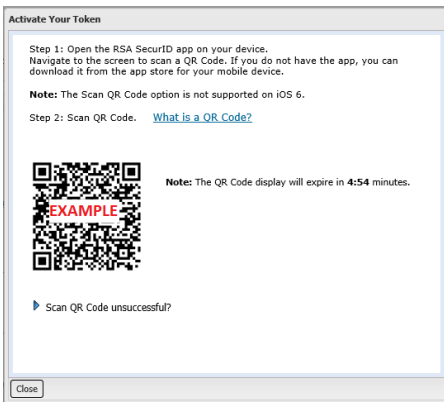 Activate Your Token
Step 1: Open the RSA SecurID app on your device.
Navigate to the screen to scan a QR Code. If you do not have the app, you can
download it from the app store for your mobile device.
Note: The Scan QR Code option is not supported on iOS 6.
Step 2: Scan QR Code. What is a QR Code?
Note: The QR Code display will expire in 4:54 minutes.
EXAMPLE
Scan QR Code unsuccessful?
Close